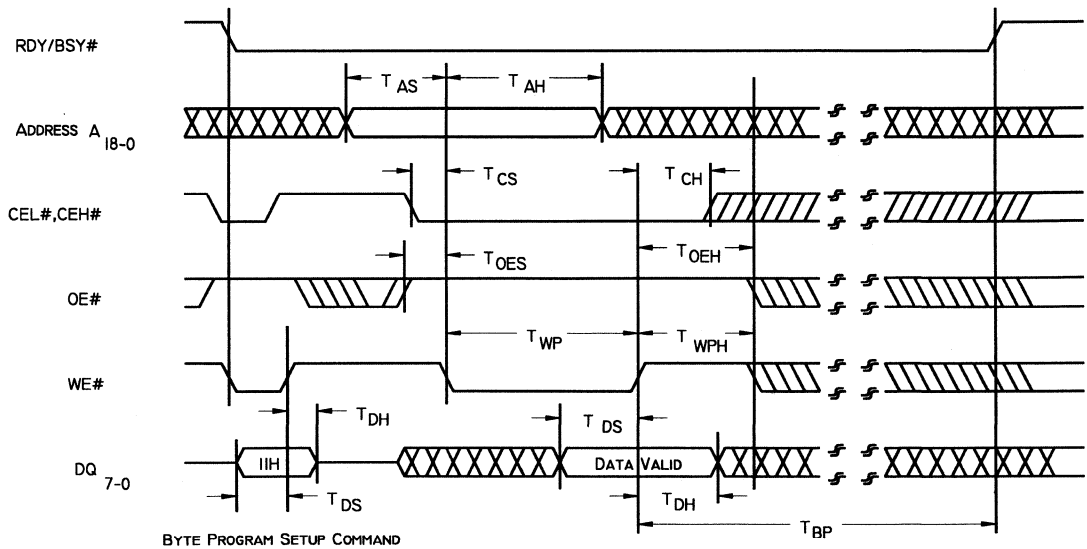 RDY/BSY#
T AS
T AH
ADDRESS A 18-0
T CS
T CH
CEL#,CEH#
T OES
T OEH
OE#
T WP
T WPH
WE#
T DH
T DS
DQ 7-0
IIH
DATA VALID
T DS
T DH
T BP
BYTE PROGRAM SETUP COMMAND